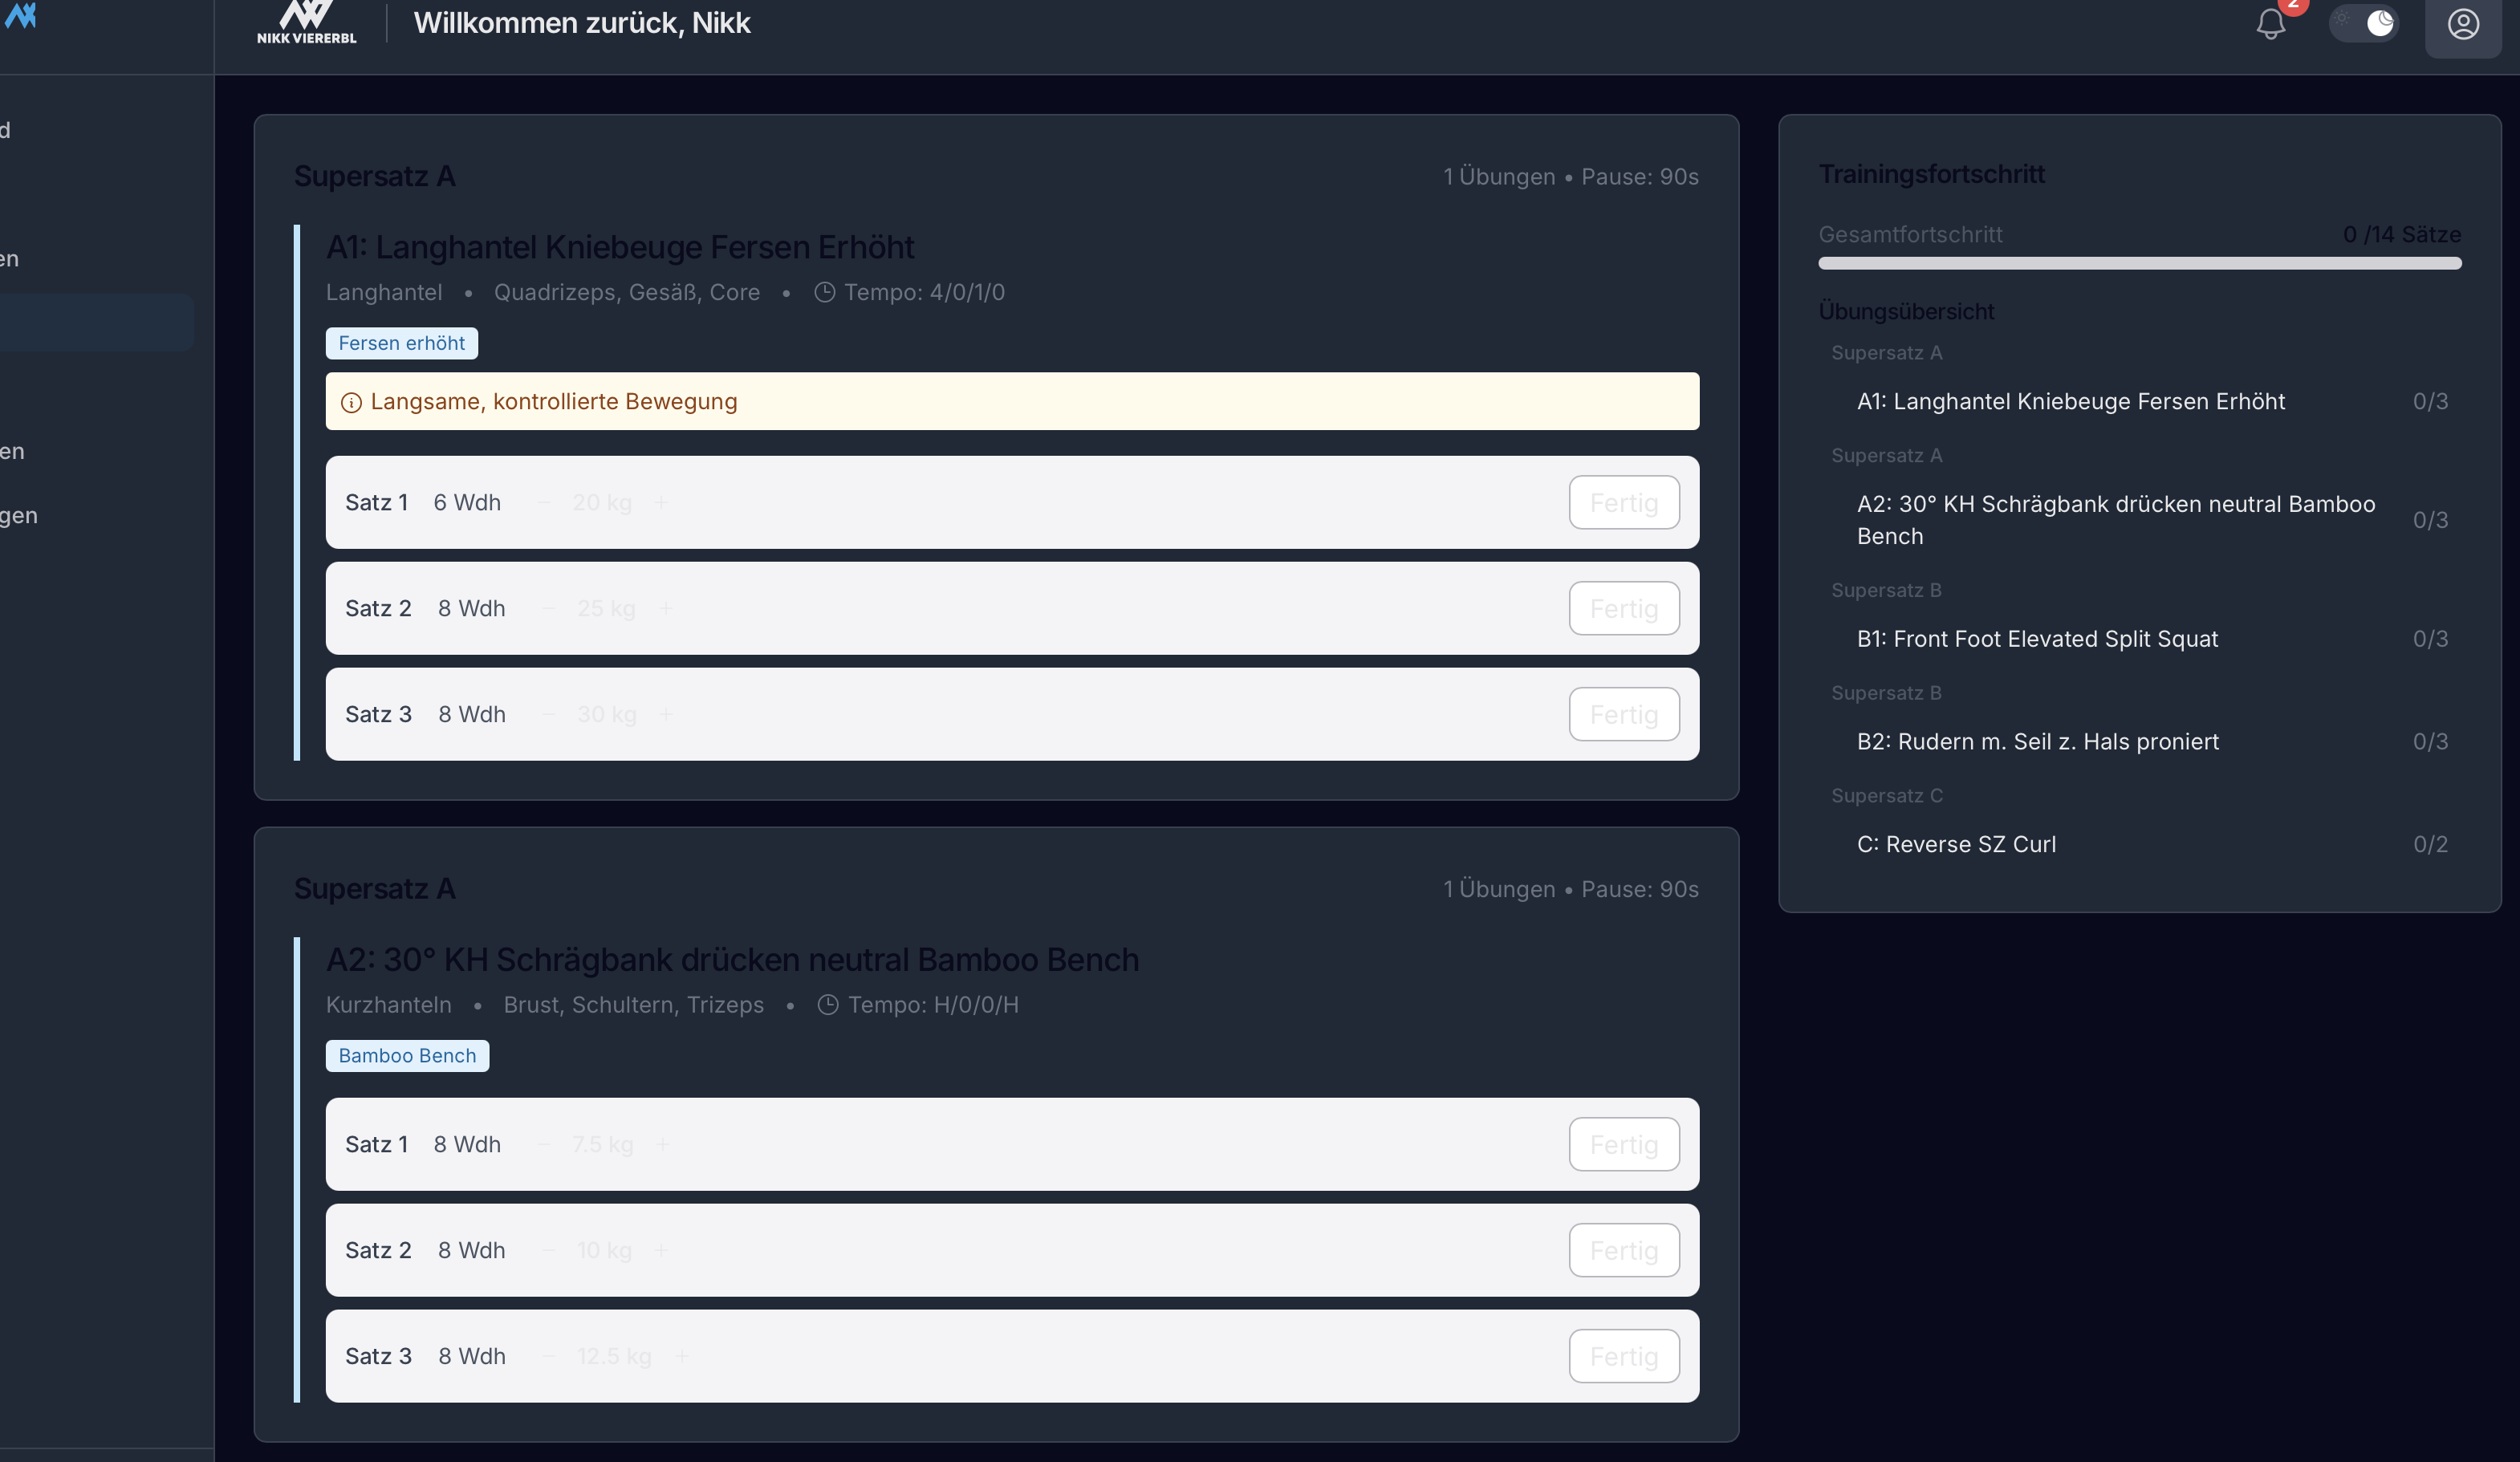 NIKK VIERERBL
Willkommen zurück, Nikk
2
d
en
en
gen
Supersatz A
1 Übungen • Pause: 90s
A1: Langhantel Kniebeuge Fersen Erhöht
Langhantel • Quadrizeps, Gesäß, Core • Tempo: 4/0/1/0
Fersen erhöht
Langsame, kontrollierte Bewegung
Satz 1 6 Wdh − 20 kg + Fertig
Satz 2 8 Wdh − 25 kg + Fertig
Satz 3 8 Wdh − 30 kg + Fertig
Supersatz A
1 Übungen • Pause: 90s
A2: 30° KH Schrägbank drücken neutral Bamboo Bench
Kurzhanteln • Brust, Schultern, Trizeps • Tempo: H/0/0/H
Bamboo Bench
Satz 1 8 Wdh − 7.5 kg + Fertig
Satz 2 8 Wdh − 10 kg + Fertig
Satz 3 8 Wdh − 12.5 kg + Fertig
Trainingsfortschritt
Gesamtfortschritt 0 /14 Sätze
Übungsübersicht
Supersatz A
A1: Langhantel Kniebeuge Fersen Erhöht 0/3
Supersatz A
A2: 30° KH Schrägbank drücken neutral Bamboo
Bench 0/3
Supersatz B
B1: Front Foot Elevated Split Squat 0/3
Supersatz B
B2: Rudern m. Seil z. Hals proniert 0/3
Supersatz C
C: Reverse SZ Curl 0/2